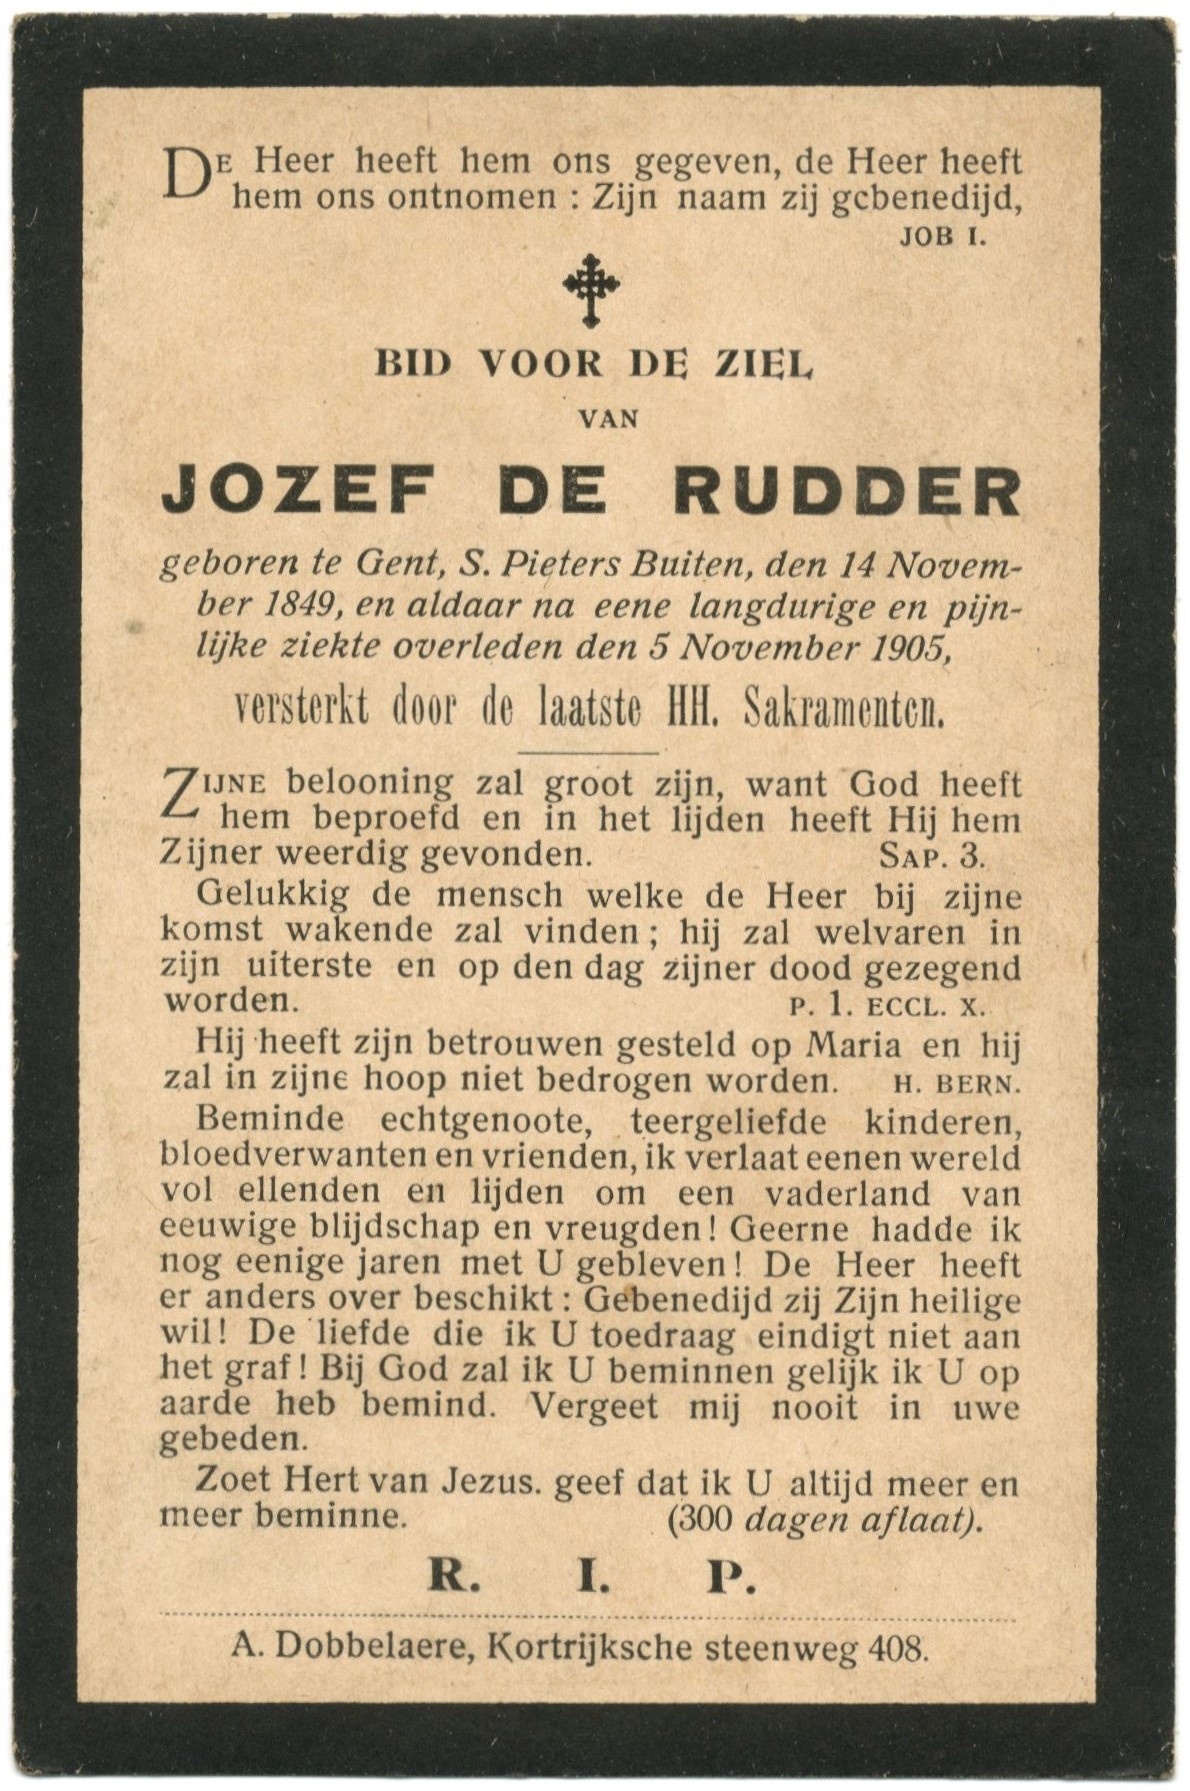 DE Heer heeft hem ons gegeven, de Heer heeft
hem ons ontnomen : Zijn naam zij gebenedijd,
JOB I.
BID VOOR DE ZIEL
VAN
JOZEF DE RUDDER
geboren te Gent, S. Pieters Buiten, den 14 Novem-
ber 1849, en aldaar na eene langdurige en pijn-
lijke ziekte overleden den 5 November 1905,
versterkt door de laatste HH. Sakramenten.
ZIJNE belooning zal groot zijn, want God heeft
hem beproefd en in het lijden heeft Hij hem
Zijner weerdig gevonden. SAP. 3.
Gelukkig de mensch welke de Heer bij zijne
komst wakende zal vinden ; hij zal welvaren in
zijn uiterste en op den dag zijner dood gezegend
worden. P. 1. ECCL. X.
Hij heeft zijn betrouwen gesteld op Maria en hij
zal in zijne hoop niet bedrogen worden. H. BERN.
Beminde echtgenoote, teergeliefde kinderen,
bloedverwanten en vrienden, ik verlaat eenen wereld
vol ellenden en lijden om een vaderland van
eeuwige blijdschap en vreugden! Geerne hadde ik
nog eenige jaren met U gebleven! De Heer heeft
er anders over beschikt : Gebenedijd zij Zijn heilige
wil! De liefde die ik U toedraag eindigt niet aan
het graf! Bij God zal ik U beminnen gelijk ik U op
aarde heb bemind. Vergeet mij nooit in uwe
gebeden.
Zoet Hert van Jezus. geef dat ik U altijd meer en
meer beminne. (300 dagen aflaat).
R. I. P.
A. Dobbelaere, Kortrijksche steenweg 408.